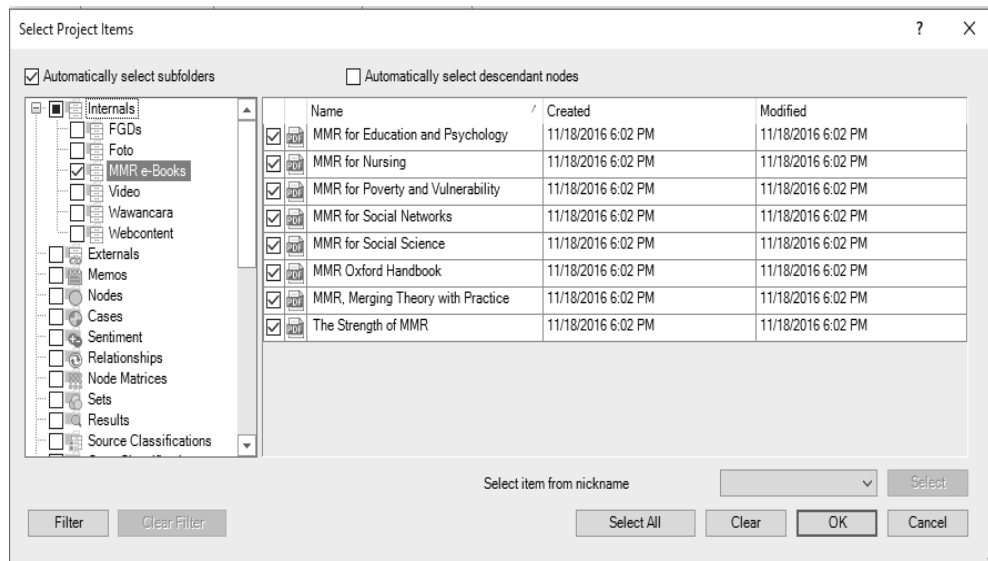 Select Project Items ? X
Automatically select subfolders Automatically select descendant nodes
Internals
FGDs
Foto
MMR e-Books
Video
Wawancara
Webcontent
Externals
Memos
Nodes
Cases
Sentiment
Relationships
Node Matrices
Sets
Results
Source Classifications
Name / Created Modified
MMR for Education and Psychology 11/18/2016 6:02 PM 11/18/2016 6:02 PM
MMR for Nursing 11/18/2016 6:02 PM 11/18/2016 6:02 PM
MMR for Poverty and Vulnerability 11/18/2016 6:02 PM 11/18/2016 6:02 PM
MMR for Social Networks 11/18/2016 6:02 PM 11/18/2016 6:02 PM
MMR for Social Science 11/18/2016 6:02 PM 11/18/2016 6:02 PM
MMR Oxford Handbook 11/18/2016 6:02 PM 11/18/2016 6:02 PM
MMR, Merging Theory with Practice 11/18/2016 6:02 PM 11/18/2016 6:02 PM
The Strength of MMR 11/18/2016 6:02 PM 11/18/2016 6:02 PM
Select item from nickname Select
Filter Clear Filter Select All Clear OK Cancel